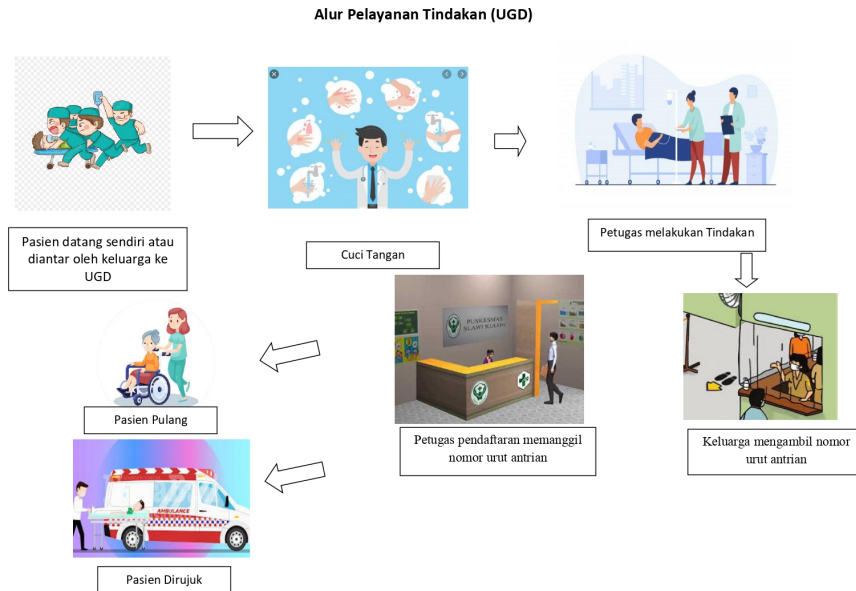 Alur Pelayanan Tindakan (UGD)
Pasien datang sendiri atau
diantar oleh keluarga ke
UGD
Cuci Tangan
Petugas melakukan Tindakan
Keluarga mengambil nomor
urut antrian
PUSKESMAS
SLAWI
Petugas pendaftaran memanggil
nomor urut antrian
Pasien Pulang
AMBULANCE
Pasien Dirujuk